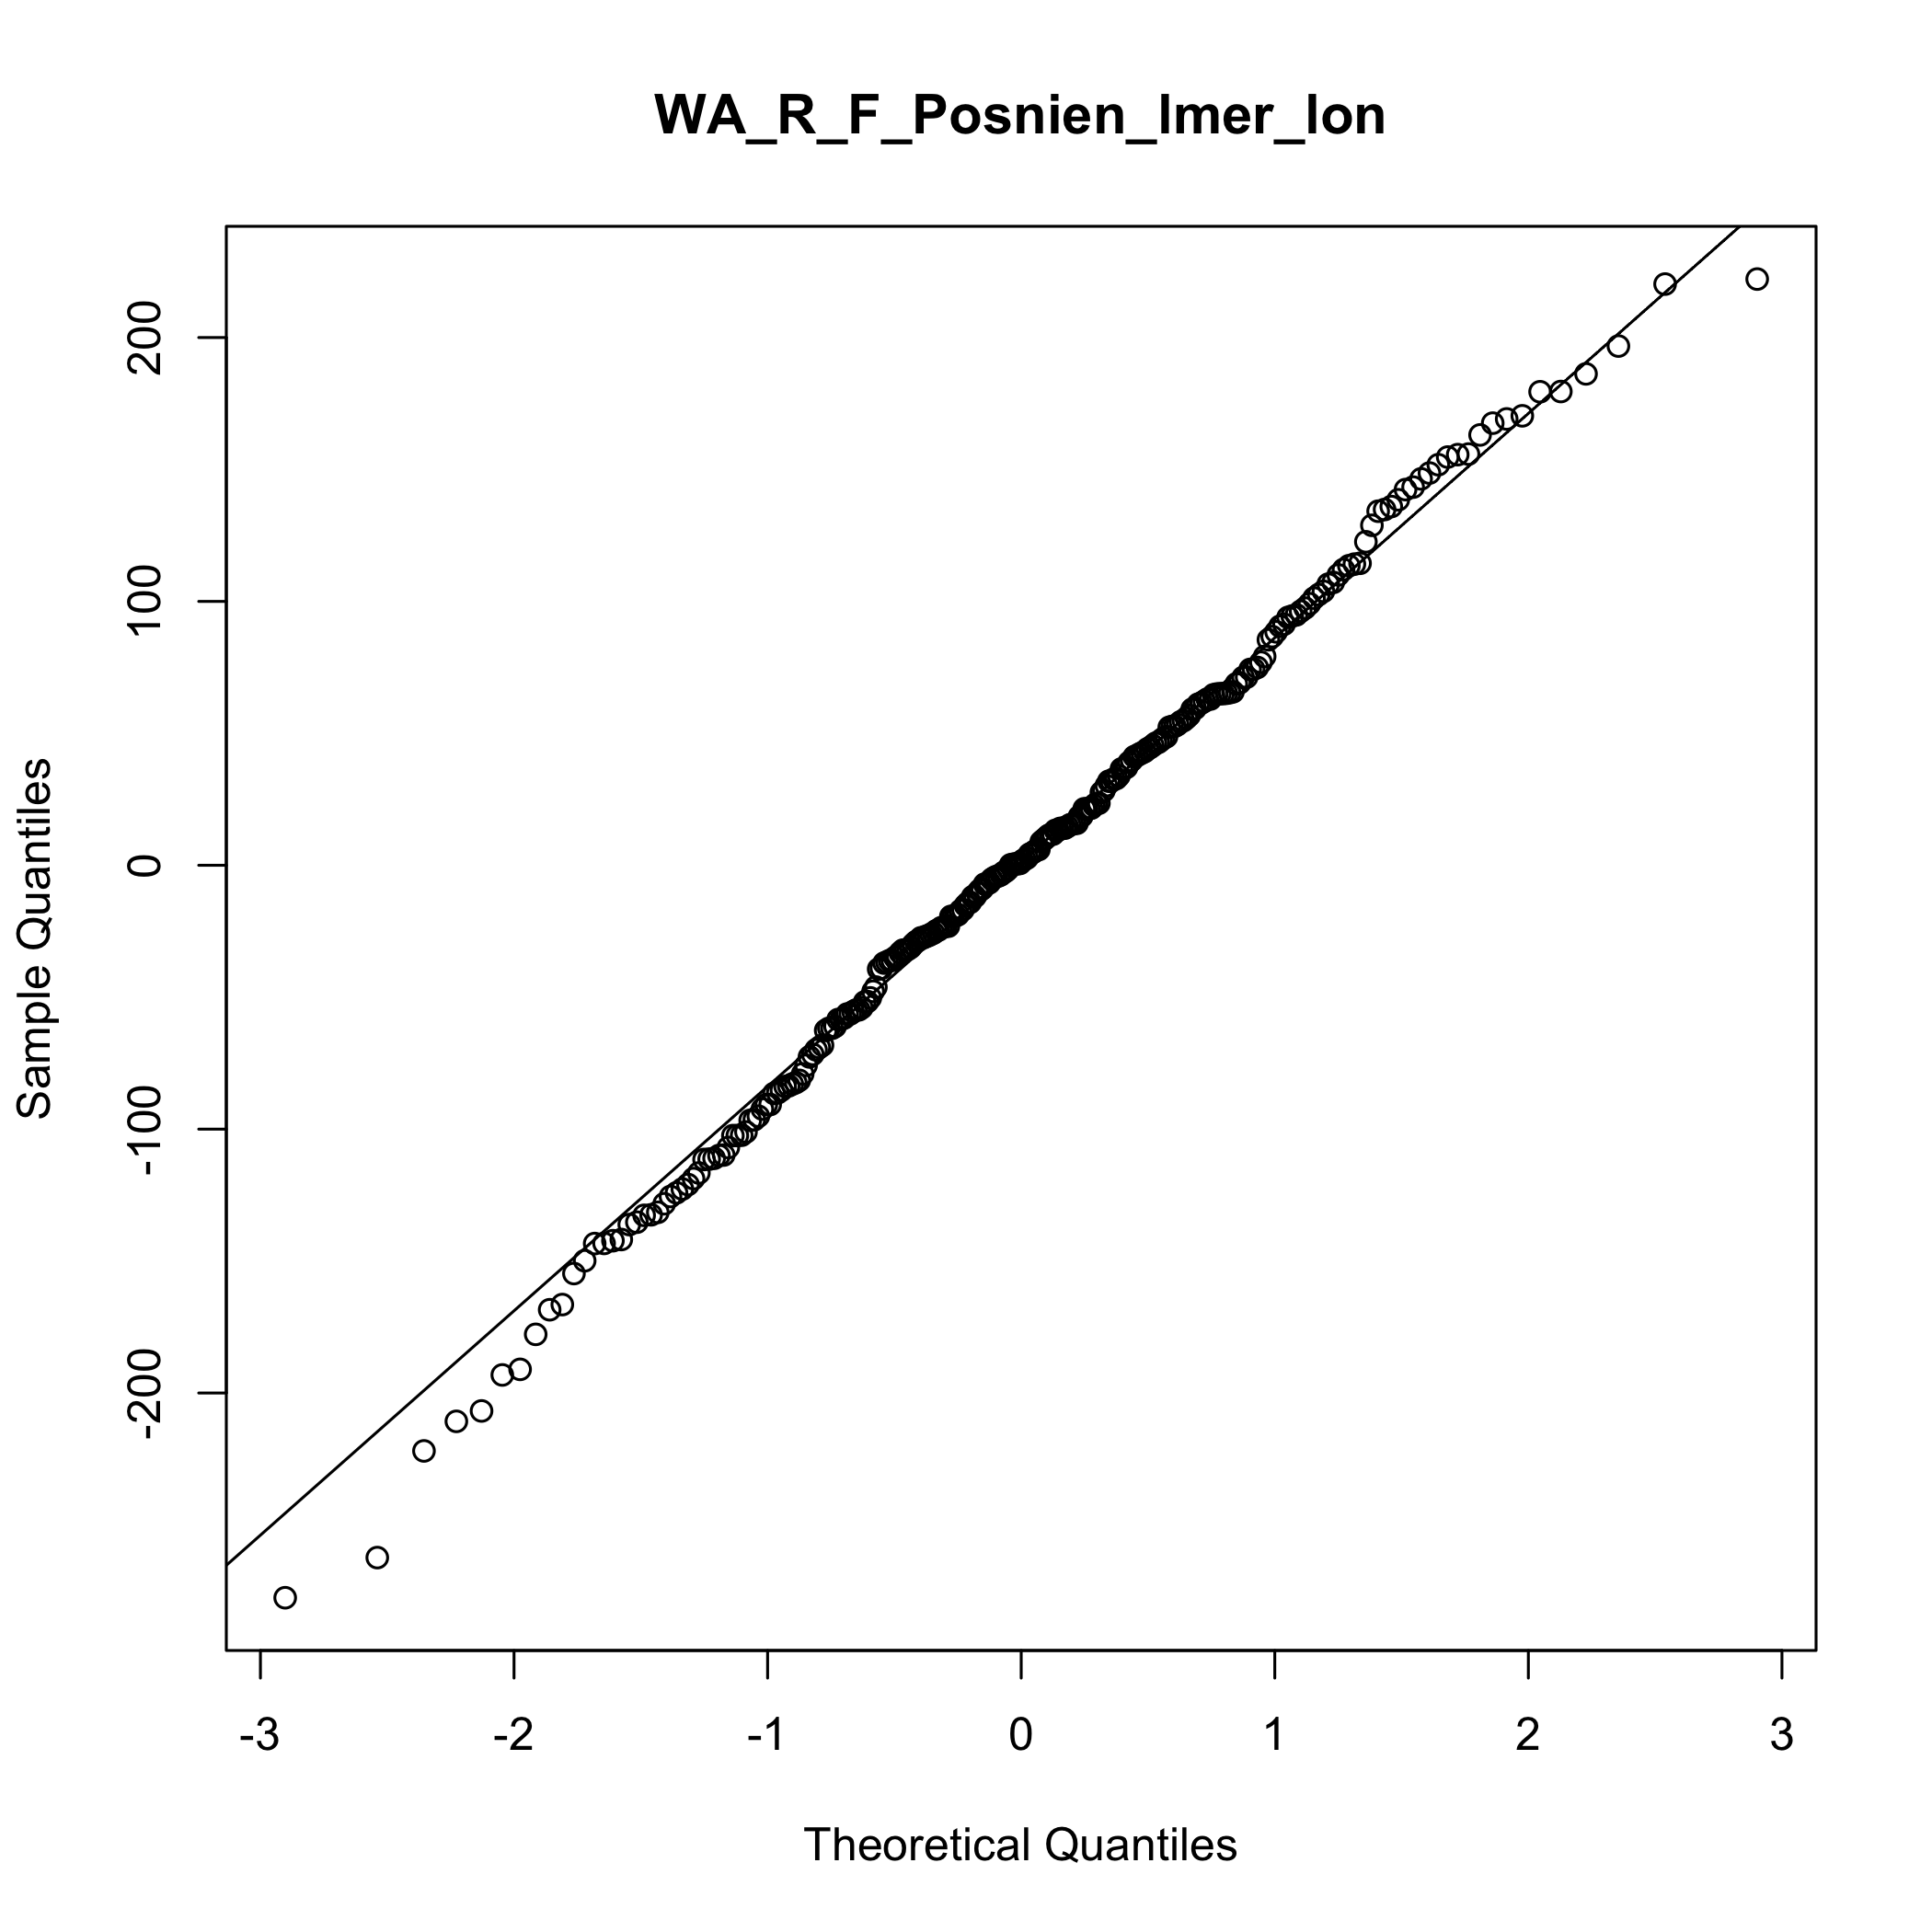 WA_R_F_Posnien_lmer_lon
Sample Quantiles
200
100
0
-100
-200
-3 -2 -1 0 1 2 3
Theoretical Quantiles